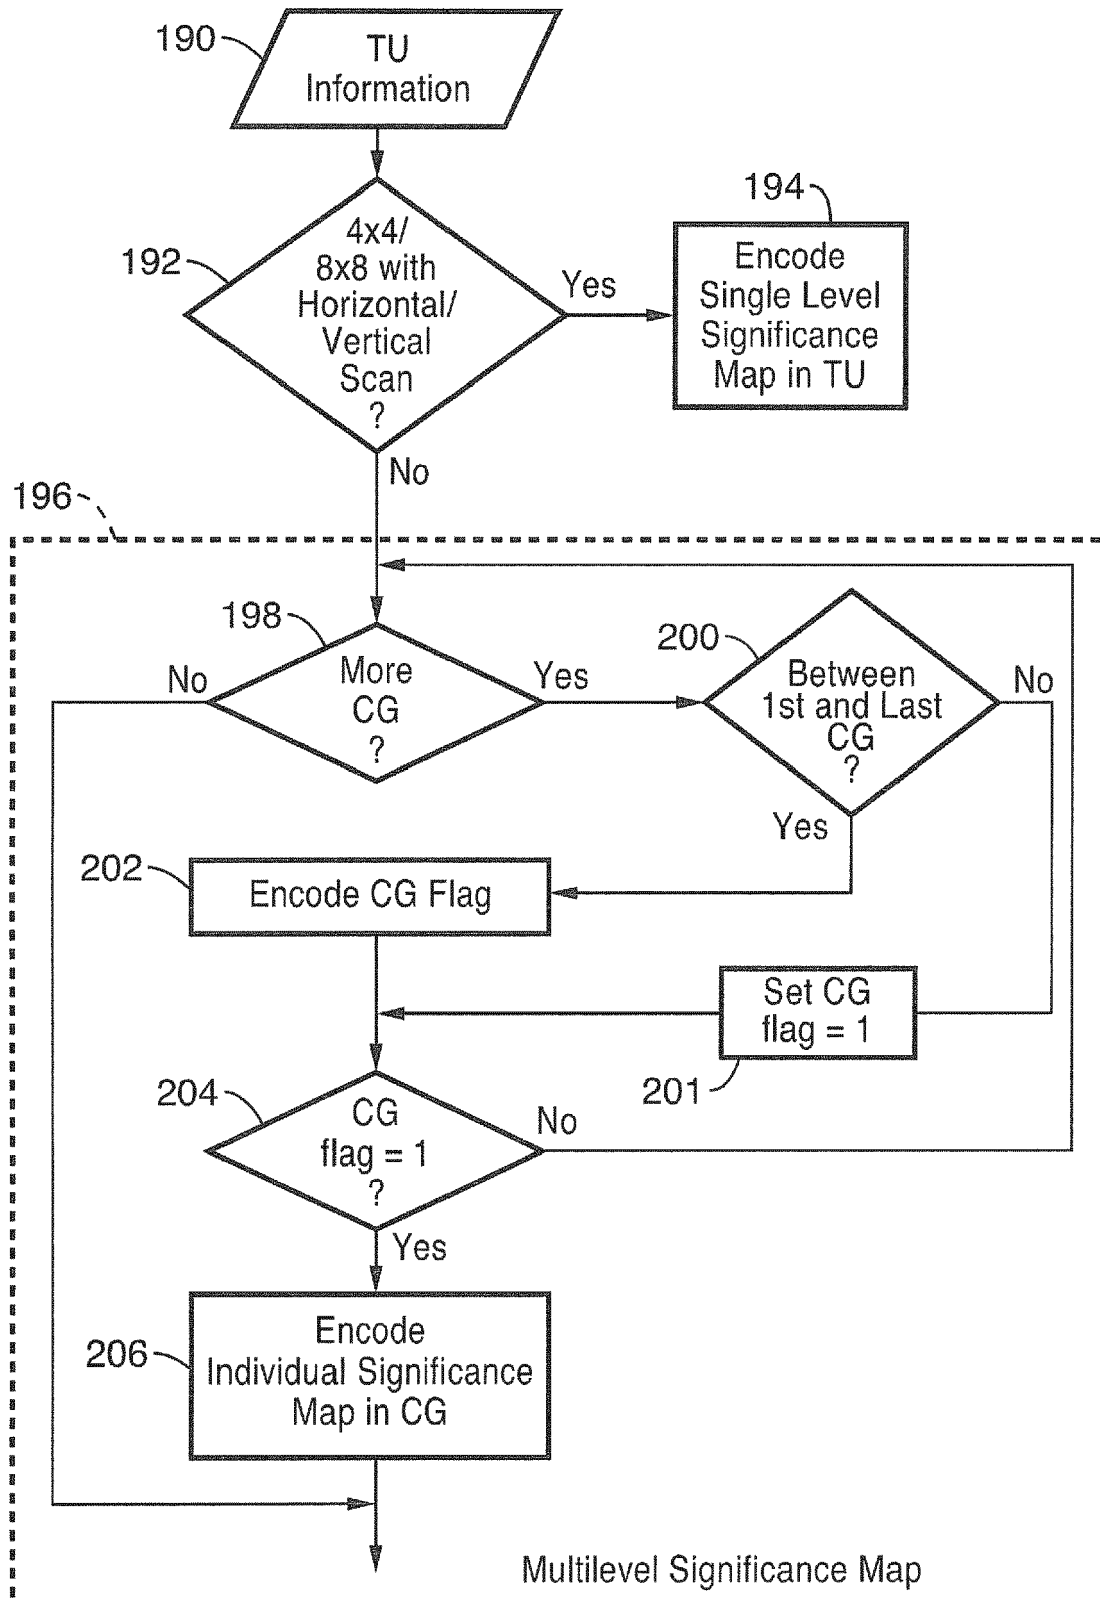 190
TU
Information
192
4x4/
8x8 with
Horizontal/
Vertical
Scan
?
Yes
194
Encode
Single Level
Significance
Map in TU
No
196
198
More
CG
?
No
Yes
200
Between
1st and Last
CG
?
No
Yes
202
Encode CG Flag
Set CG
flag = 1
201
204
CG
flag = 1
?
No
Yes
206
Encode
Individual Significance
Map in CG
Multilevel Significance Map